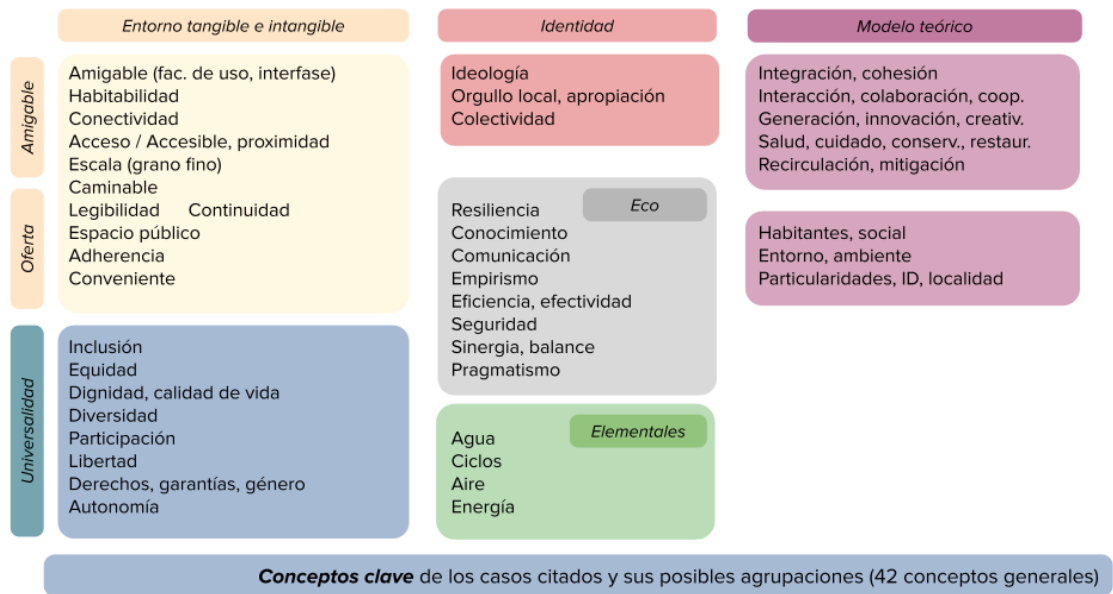 Entorno tangible e intangible
Identidad
Modelo teórico
Amigable
Amigable (fac. de uso, interfase)
Habitabilidad
Conectividad
Acceso / Accesible, proximidad
Escala (grano fino)
Caminable
Oferta
Legibilidad Continuidad
Espacio público
Adherencia
Conveniente
Universalidad
Inclusión
Equidad
Dignidad, calidad de vida
Diversidad
Participación
Libertad
Derechos, garantías, género
Autonomía
Ideología
Orgullo local, apropiación
Colectividad
Eco
Resiliencia
Conocimiento
Comunicación
Empirismo
Eficiencia, efectividad
Seguridad
Sinergia, balance
Pragmatismo
Elementales
Agua
Ciclos
Aire
Energía
Integración, cohesión
Interacción, colaboración, coop.
Generación, innovación, creativ.
Salud, cuidado, conserv., restaur.
Recirculación, mitigación
Habitantes, social
Entorno, ambiente
Particularidades, ID, localidad
Conceptos clave de los casos citados y sus posibles agrupaciones (42 conceptos generales)